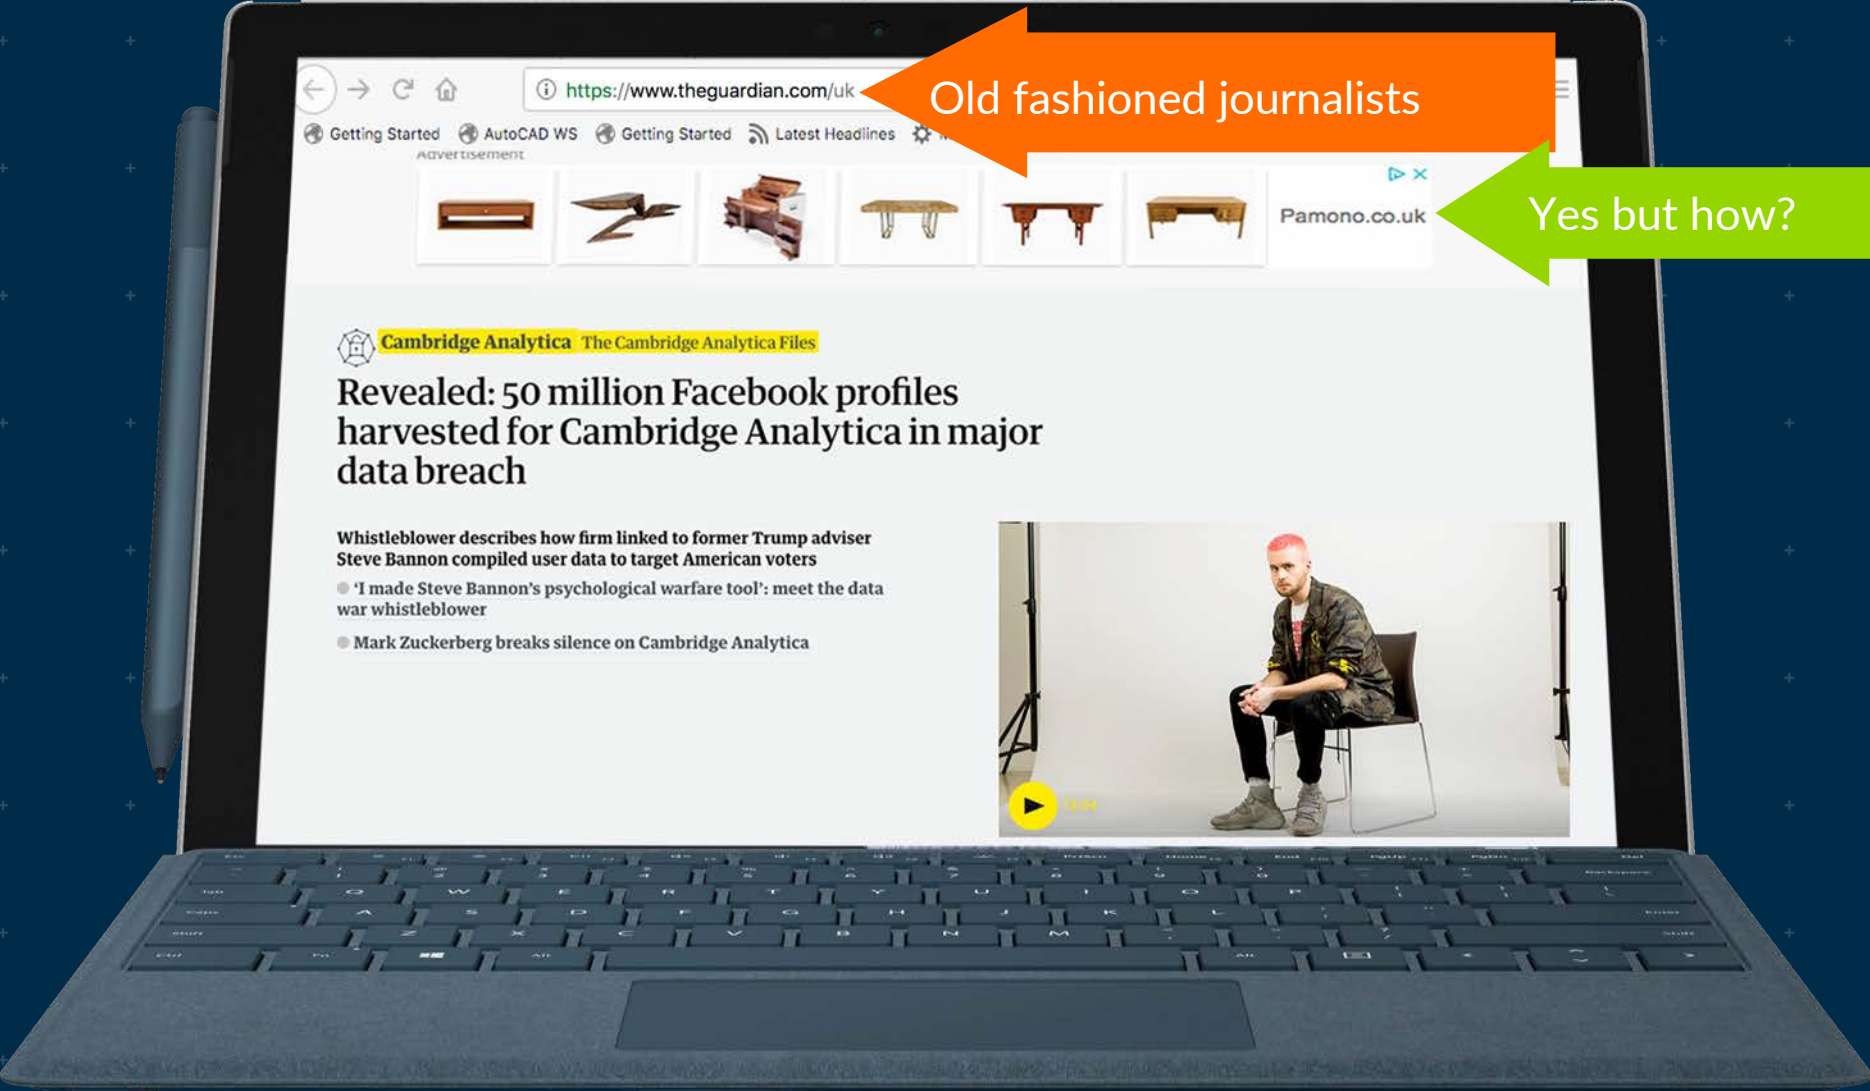 https://www.theguardian.com/uk
Old fashioned journalists
Getting Started AutoCAD WS Getting Started Latest Headlines
Advertisement
Pamono.co.uk
Yes but how?
Cambridge Analytica The Cambridge Analytica Files
Revealed: 50 million Facebook profiles
harvested for Cambridge Analytica in major
data breach
Whistleblower describes how firm linked to former Trump adviser
Steve Bannon compiled user data to target American voters
‘I made Steve Bannon’s psychological warfare tool’: meet the data
war whistleblower
Mark Zuckerberg breaks silence on Cambridge Analytica
Q W E R T Y U I O P
A S D F G H J K L
Z X C V B N M